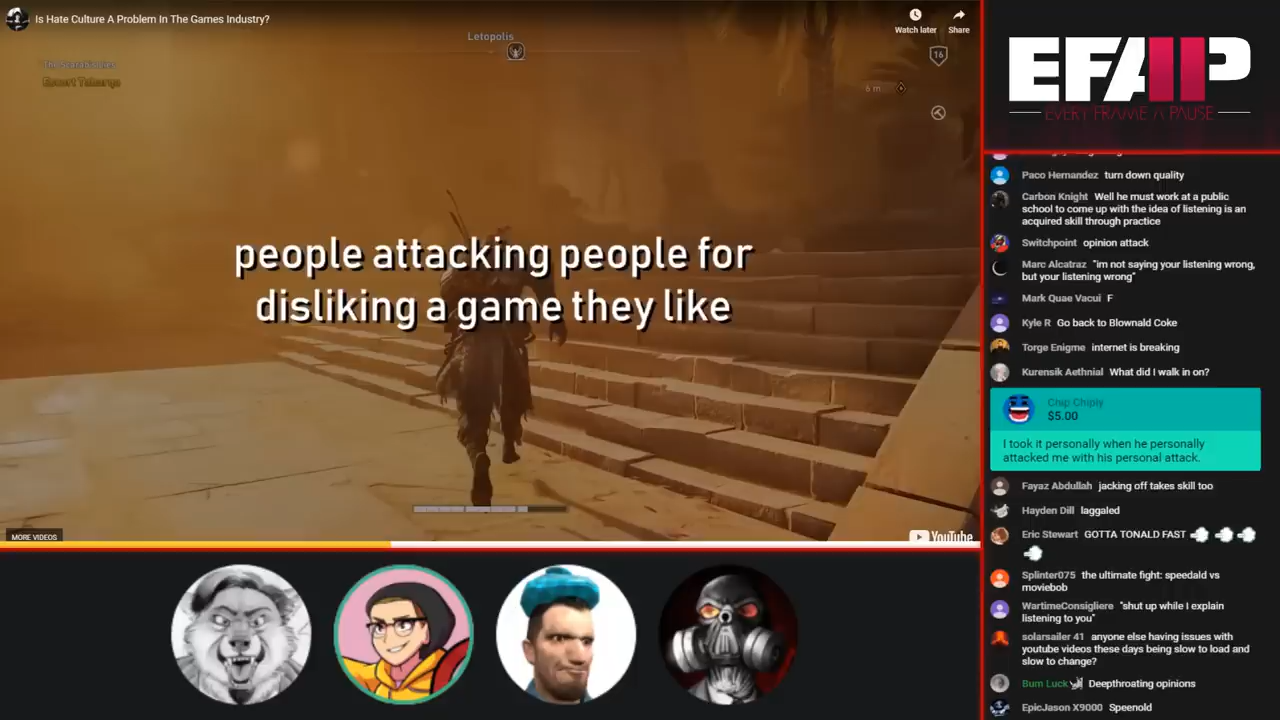 Is Hate Culture A Problem In The Games Industry?
Watch later
Share
Letopolis
16
The Scarab's Lies
Escort Taharqa
6 m
people attacking people for
disliking a game they like
MORE VIDEOS
YouTube
EFAP
EVERY FRAME A PAUSE
Paco Hernandez turn down quality
Carbon Knight Well he must work at a public
school to come up with the idea of listening is an
acquired skill through practice
Switchpoint opinion attack
Marc Alcatraz "im not saying your listening wrong,
but your listening wrong"
Mark Quae Vacui F
Kyle R Go back to Blownald Coke
Torge Enigme internet is breaking
Kurensik Aethnial What did I walk in on?
Chip Chiply
$5.00
I took it personally when he personally
attacked me with his personal attack.
Fayaz Abdullah jacking off takes skill too
Hayden Dill laggaled
Eric Stewart GOTTA TONALD FAST
Splinter075 the ultimate fight: speedald vs
moviebob
WartimeConsigliere "shut up while I explain
listening to you"
solarsailer 41 anyone else having issues with
youtube videos these days being slow to load and
slow to change?
Bum Luck Deepthroating opinions
EpicJason X9000 Speenold